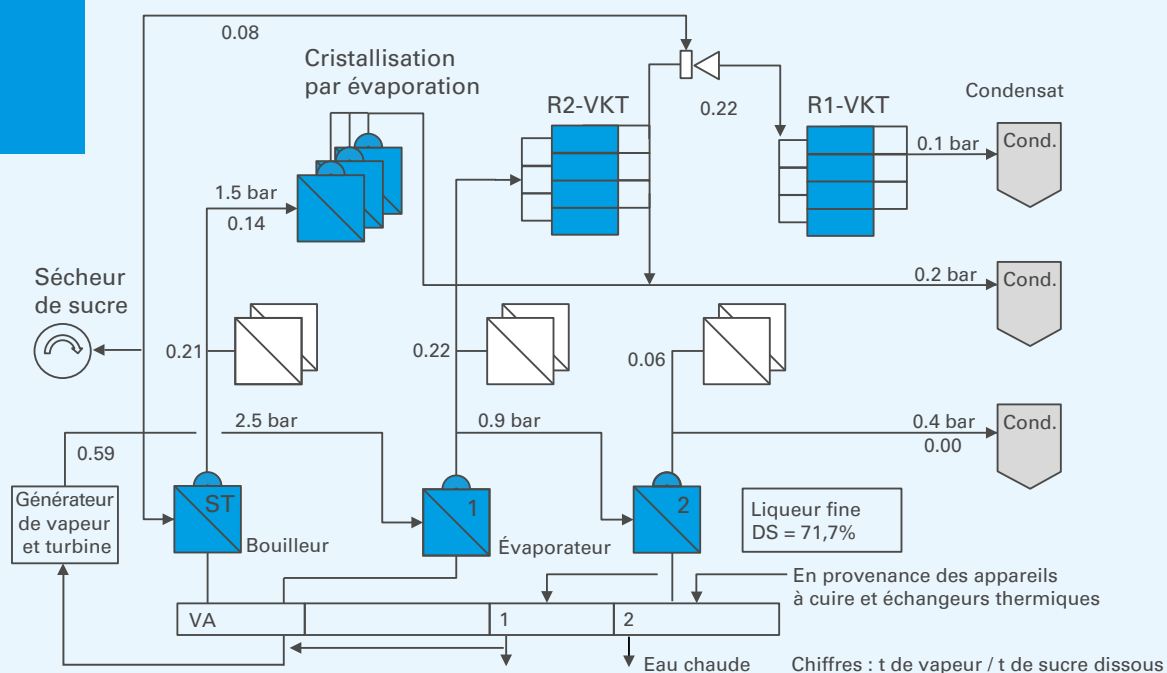 0.08
Cristallisation
par évaporation
R2-VKT
0.22
R1-VKT
Condensat
0.1 bar
Cond.
1.5 bar
0.14
Sécheur
de sucre
0.2 bar
Cond.
0.21
0.22
0.06
2.5 bar
0.9 bar
0.4 bar
0.00
Cond.
0.59
Générateur
de vapeur
et turbine
ST
Bouilleur
1
Évaporateur
2
Liqueur fine
DS = 71,7%
En provenance des appareils
à cuire et échangeurs thermiques
VA
1
2
Eau chaude
Chiffres : t de vapeur / t de sucre dissous